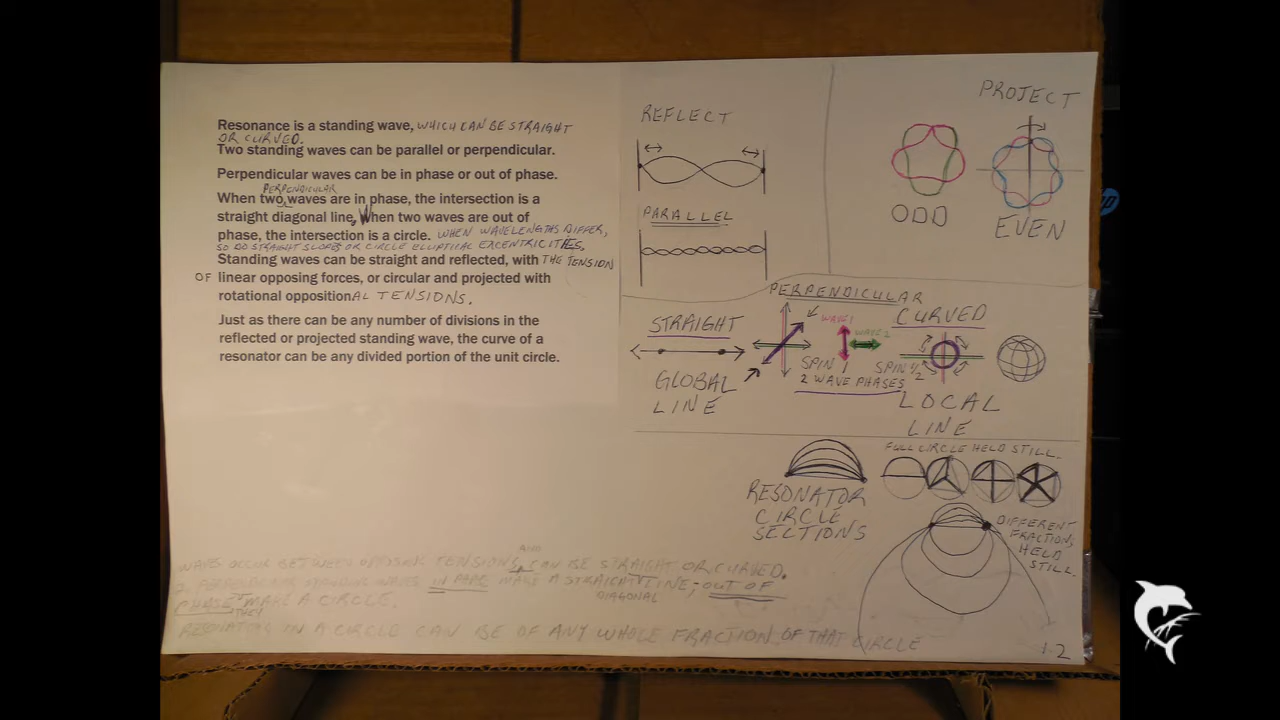 Resonance is a standing wave, WHICH CAN BE STRAIGHT
OR CURVED.
Two standing waves can be parallel or perpendicular.
Perpendicular waves can be in phase or out of phase.
PERPENDICULAR
When two waves are in phase, the intersection is a
straight diagonal line, When two waves are out of
phase, the intersection is a circle. WHEN WAVELENGTHS DIFFER,
SO DO STRAIGHT SLOPES OR CIRCLE ELLIPTICAL EXCENTRICITIES,
Standing waves can be straight and reflected, with THE TENSION
OF linear opposing forces, or circular and projected with
rotational oppositionAL TENSIONS.
Just as there can be any number of divisions in the
reflected or projected standing wave, the curve of a
resonator can be any divided portion of the unit circle.
REFLECT
PARALLEL
PROJECT
ODD
EVEN
PERPENDICULAR
STRAIGHT
GLOBAL
LINE
WAVE 1
WAVE 2
SPIN 1
2 WAVE PHASES
CURVED
SPIN 1/2
LOCAL
LINE
RESONATOR
CIRCLE
SECTIONS
FULL CIRCLE HELD STILL.
DIFFERENT
FRACTION,
HELD
STILL.
WAVES OCCUR BETWEEN OPPOSING TENSIONS, CAN BE STRAIGHT OR CURVED.
AND
2 PERPENDICULAR STANDING WAVES IN PHASE MAKE A STRAIGHT LINE, OUT OF
DIAGONAL
PHASE THEY MAKE A CIRCLE.
RESONATING IN A CIRCLE CAN BE OF ANY WHOLE FRACTION OF THAT CIRCLE
1.2